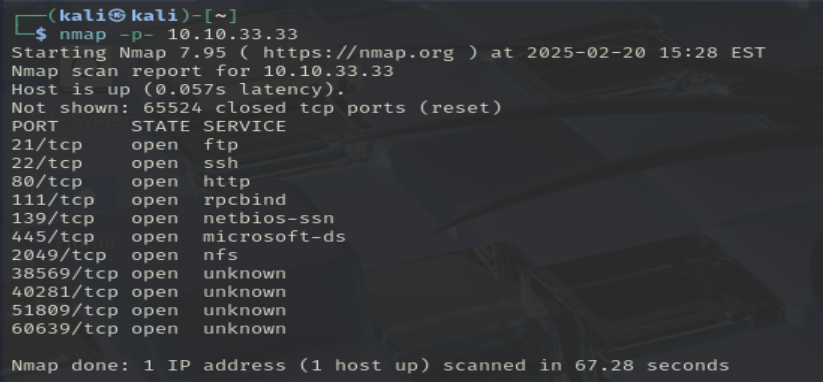 ┌──(kali㉿kali)-[~]
└─$ nmap -p- 10.10.33.33
Starting Nmap 7.95 ( https://nmap.org ) at 2025-02-20 15:28 EST
Nmap scan report for 10.10.33.33
Host is up (0.057s latency).
Not shown: 65524 closed tcp ports (reset)
PORT      STATE SERVICE
21/tcp    open  ftp
22/tcp    open  ssh
80/tcp    open  http
111/tcp   open  rpcbind
139/tcp   open  netbios-ssn
445/tcp   open  microsoft-ds
2049/tcp  open  nfs
38569/tcp open  unknown
40281/tcp open  unknown
51809/tcp open  unknown
60639/tcp open  unknown
Nmap done: 1 IP address (1 host up) scanned in 67.28 seconds